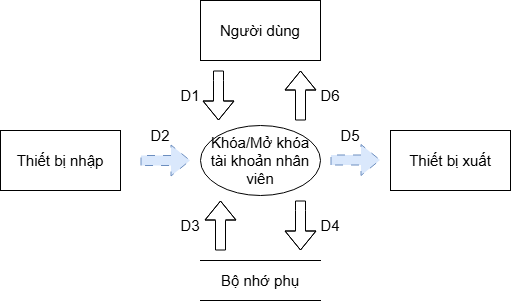 Người dùng
D1
D6
Thiết bị nhập
D2
Khóa/Mở khóa
tài khoản nhân
viên
D5
Thiết bị xuất
D3
D4
Bộ nhớ phụ